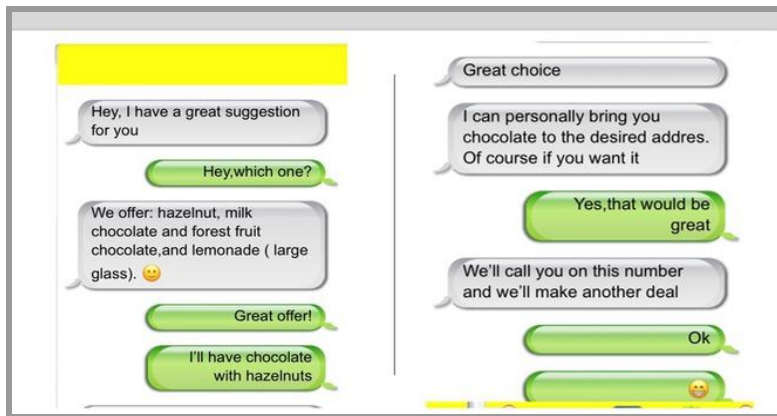 Hey, I have a great suggestion
for you
Hey,which one?
We offer: hazelnut, milk
chocolate and forest fruit
chocolate,and lemonade ( large
glass). 🙂
Great offer!
I'll have chocolate
with hazelnuts
Great choice
I can personally bring you
chocolate to the desired addres.
Of course if you want it
Yes,that would be
great
We'll call you on this number
and we'll make another deal
Ok
😁